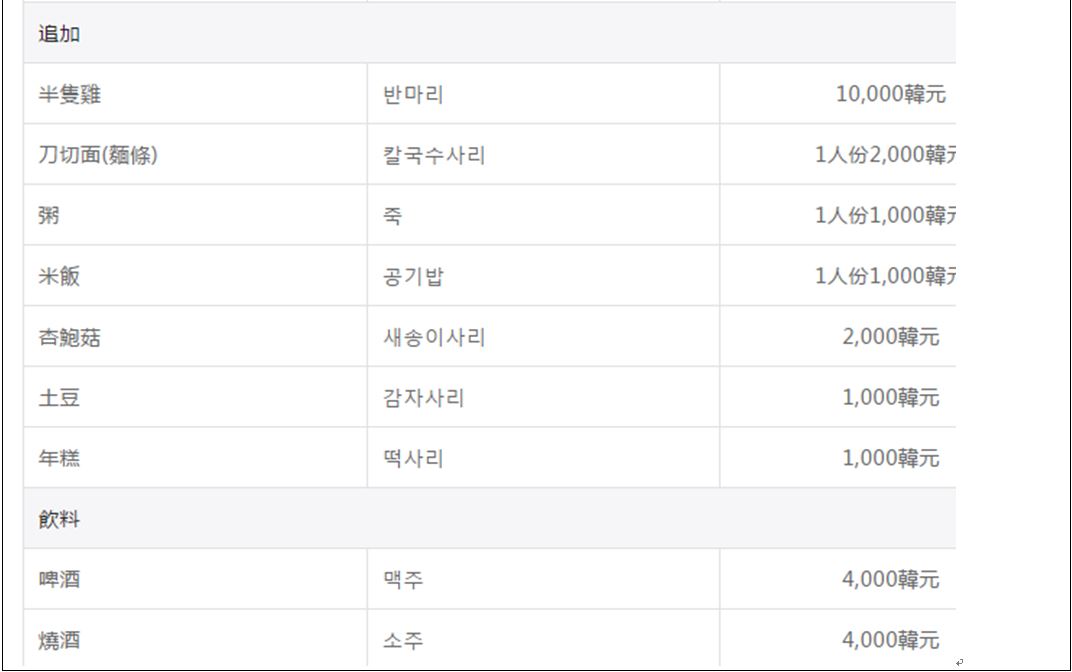 追加
半隻雞 반마리 10,000韓元
刀切面(麵條) 칼국수사리 1人份2,000韓元
粥 죽 1人份1,000韓元
米飯 공기밥 1人份1,000韓元
杏鮑菇 새송이사리 2,000韓元
土豆 감자사리 1,000韓元
年糕 떡사리 1,000韓元
飲料
啤酒 맥주 4,000韓元
燒酒 소주 4,000韓元